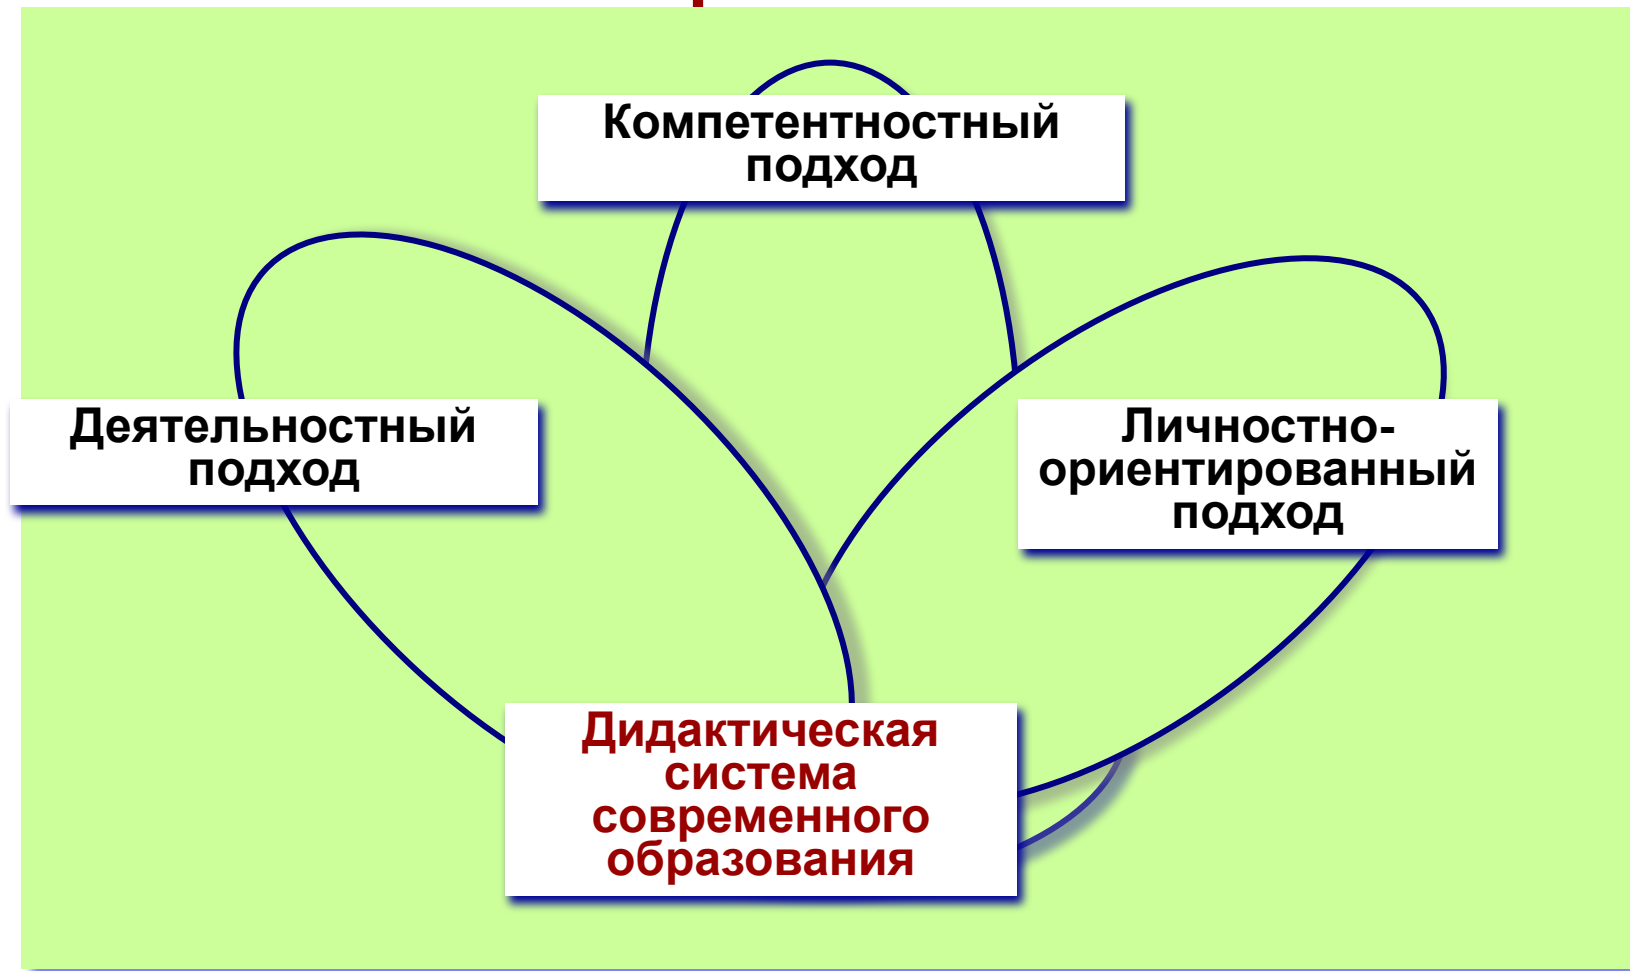 Компетентностный
подход
Деятельностный
подход
Личностно-
ориентированный
подход
Дидактическая
система
современного
образования